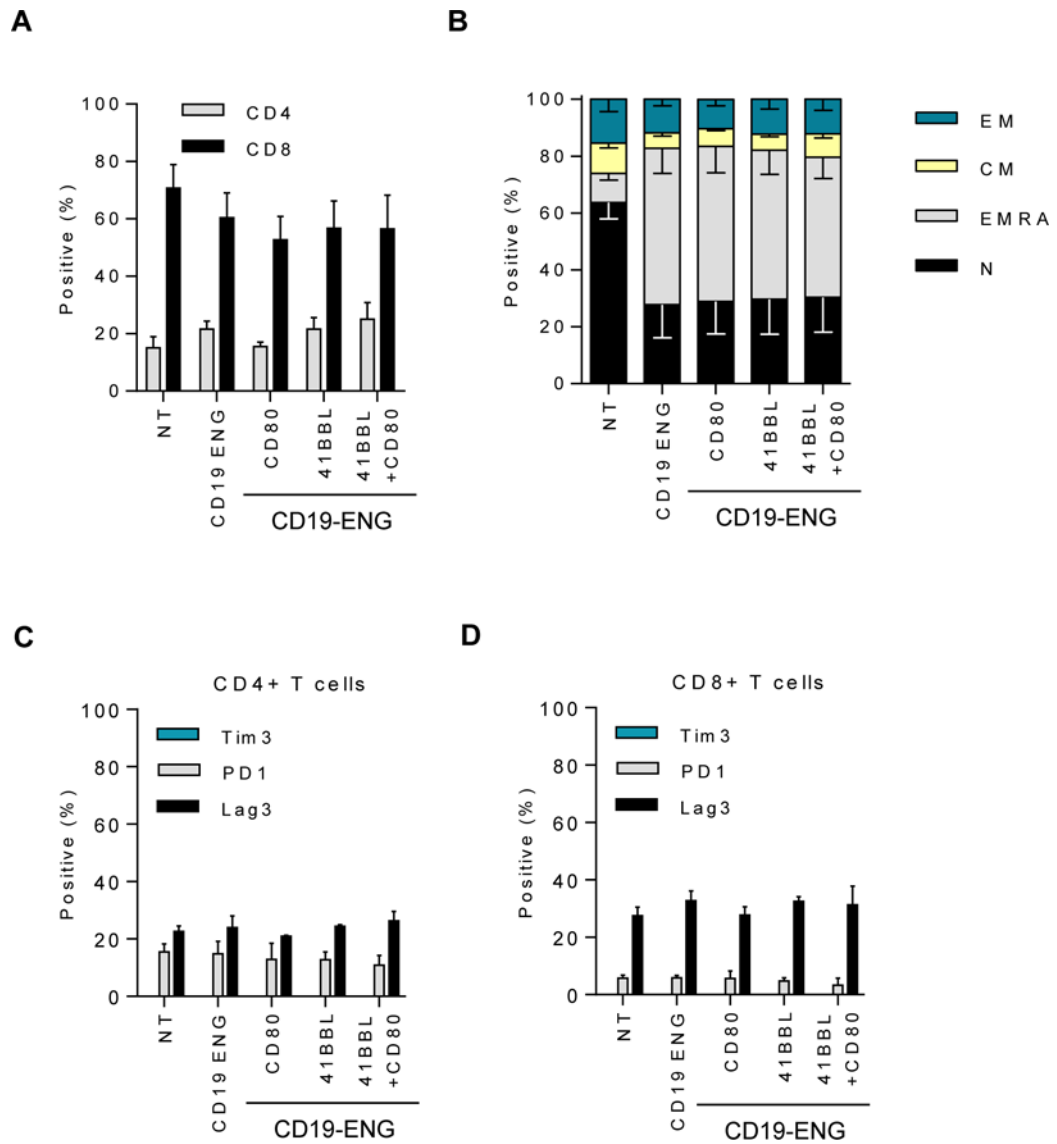 A
B
100
80
60
40
20
0
Positive (%)
CD4
CD8
NT
CD19 ENG
CD80
41BBL
41BBL
+CD80
CD19-ENG
100
80
60
40
20
0
Positive (%)
EM
CM
EMRA
N
NT
CD19 ENG
CD80
41BBL
41BBL
+CD80
CD19-ENG
C
D
CD4+ T cells
100
80
60
40
20
0
Positive (%)
Tim3
PD1
Lag3
NT
CD19 ENG
CD80
41BBL
41BBL
+CD80
CD19-ENG
CD8+ T cells
100
80
60
40
20
0
Positive (%)
Tim3
PD1
Lag3
NT
CD19 ENG
CD80
41BBL
41BBL
+CD80
CD19-ENG